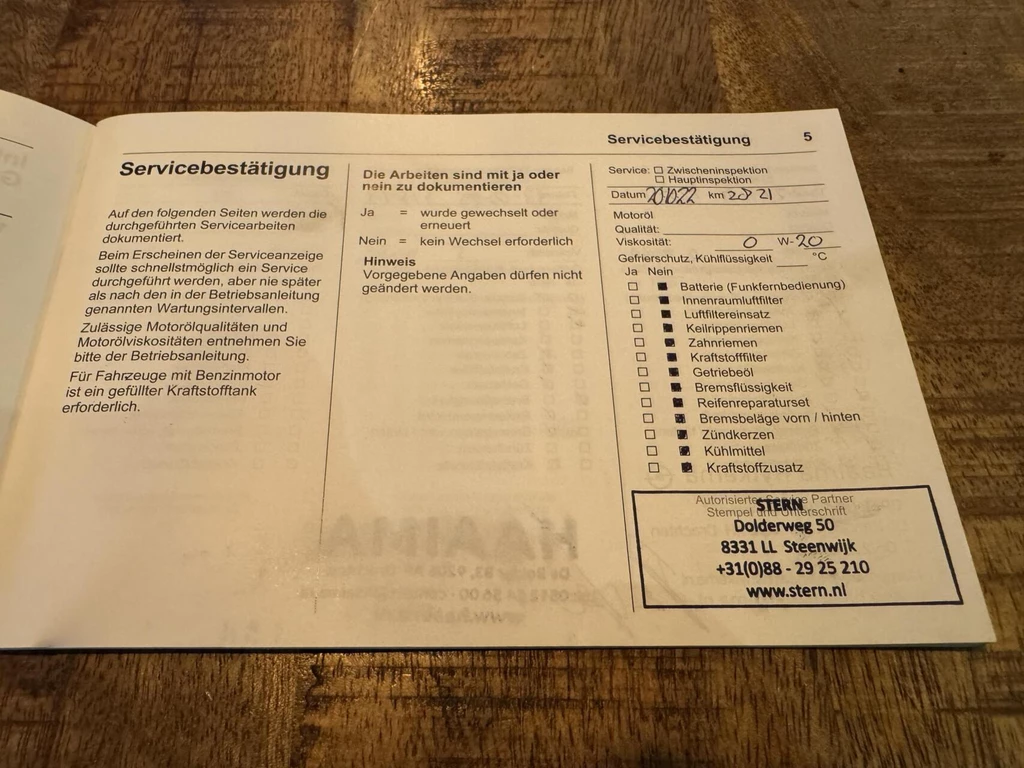 Servicebestätigung 5
Servicebestätigung
Auf den folgenden Seiten werden die
durchgeführten Servicearbeiten
dokumentiert.
Beim Erscheinen der Serviceanzeige
sollte schnellstmöglich ein Service
durchgeführt werden, aber nie später
als nach den in der Betriebsanleitung
genannten Wartungsintervallen.
Zulässige Motorölqualitäten und
Motorölviskositäten entnehmen Sie
bitte der Betriebsanleitung.
Für Fahrzeuge mit Benzinmotor
ist ein gefüllter Kraftstofftank
erforderlich.
Die Arbeiten sind mit ja oder
nein zu dokumentieren
Ja = wurde gewechselt oder
erneuert
Nein = kein Wechsel erforderlich
Hinweis
Vorgegebene Angaben dürfen nicht
geändert werden.
Service: □ Zwischeninspektion
□ Hauptinspektion
Datum km
Motoröl
Qualität:
Viskosität: 0 W-20
Gefrierschutz, Kühlflüssigkeit °C
Ja Nein
□ ■ Batterie (Funkfernbedienung)
□ ■ Innenraumluftfilter
□ ■ Luftfiltereinsatz
□ ■ Keilrippenriemen
□ ■ Zahnriemen
□ ■ Kraftstofffilter
□ ■ Getriebeöl
□ ■ Bremsflüssigkeit
□ ■ Reifenreparaturset
□ ■ Bremsbeläge vorn / hinten
□ ■ Zündkerzen
□ ■ Kühlmittel
□ ■ Kraftstoffzusatz
Autorisierter Service Partner
Stempel und Unterschrift
STERN
Dolderweg 50
8331 LL Steenwijk
+31(0)88 - 29 25 210
www.stern.nl